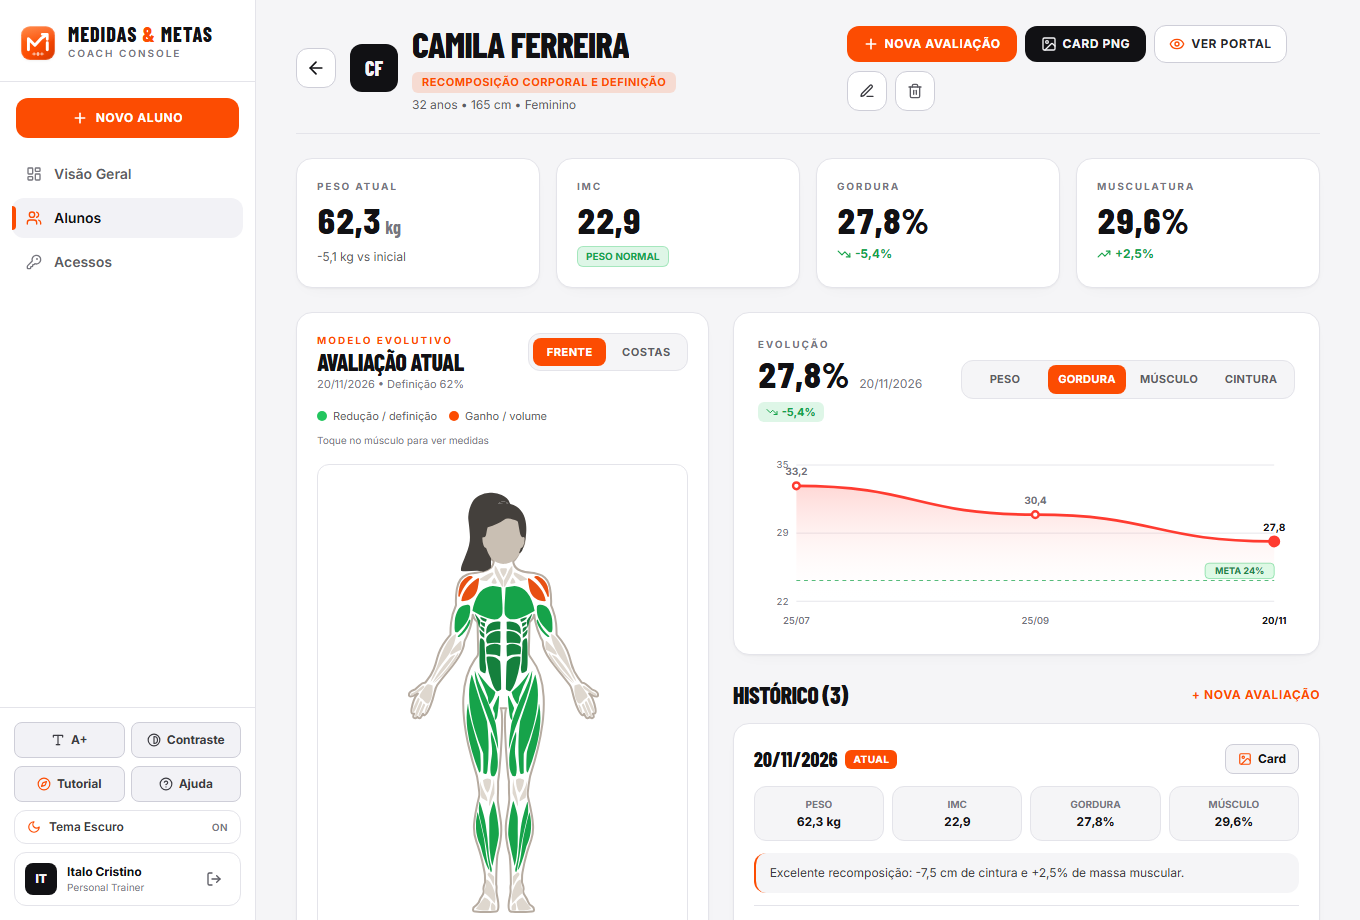 MEDIDAS & METAS
COACH CONSOLE
NOVO ALUNO
Visão Geral
Alunos
Acessos
A+
Contraste
Tutorial
Ajuda
Tema Escuro
ON
IT
Italo Cristino
Personal Trainer
CF
CAMILA FERREIRA
RECOMPOSIÇÃO CORPORAL E DEFINIÇÃO
32 anos • 165 cm • Feminino
NOVA AVALIAÇÃO
CARD PNG
VER PORTAL
PESO ATUAL
62,3 kg
-5,1 kg vs inicial
IMC
22,9
PESO NORMAL
GORDURA
27,8%
-5,4%
MUSCULATURA
29,6%
+2,5%
MODELO EVOLUTIVO
AVALIAÇÃO ATUAL
20/11/2026 • Definição 62%
FRENTE
COSTAS
Redução / definição
Ganho / volume
Toque no músculo para ver medidas
EVOLUÇÃO
27,8% 20/11/2026
-5,4%
PESO
GORDURA
MÚSCULO
CINTURA
35
33,2
30,4
27,8
29
META 24%
22
25/07
25/09
20/11
HISTÓRICO (3)
+ NOVA AVALIAÇÃO
20/11/2026
ATUAL
Card
PESO
62,3 kg
IMC
22,9
GORDURA
27,8%
MÚSCULO
29,6%
Excelente recomposição: -7,5 cm de cintura e +2,5% de massa muscular.